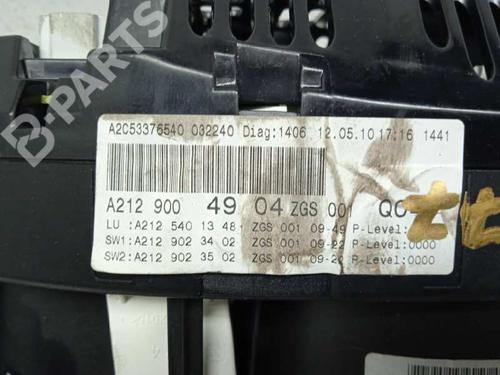 B-PARTS
A2C53376540 032240 Diag:1406 12.05.10 17:16 1441
A212 900 49 04 ZGS 001
LU : A212 540 13 48 ZGS 001 09-49 P-Level:
SW1: A212 902 34 02 ZGS 001 09-22 P-Level:0000
SW2: A212 902 35 02 ZGS 001 09-22 P-Level:0000